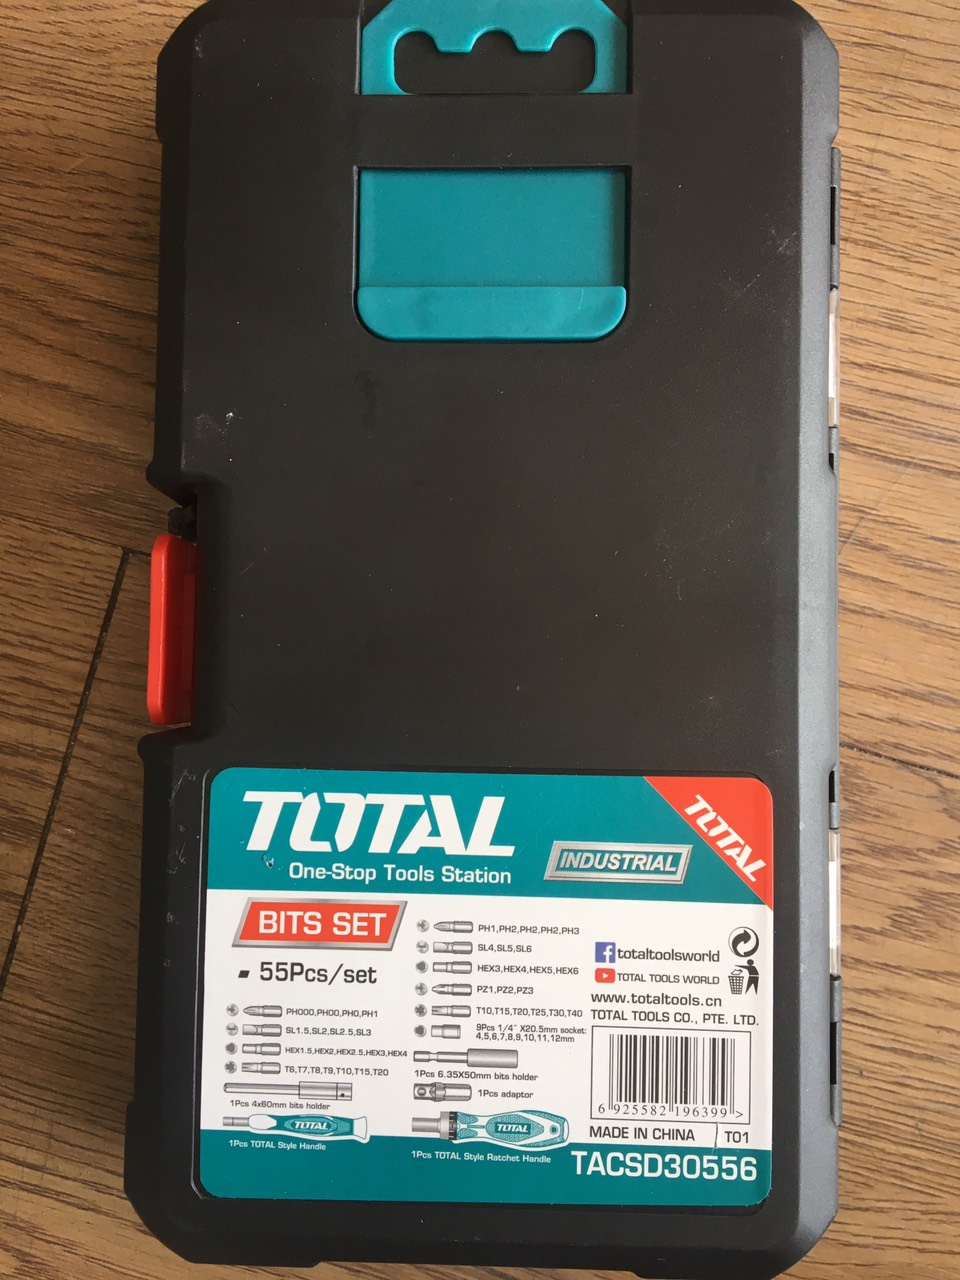 TOTAL
One-Stop Tools Station
INDUSTRIAL
TOTAL
BITS SET
55Pcs/set
PH000,PH00,PH0,PH1
SL1.5,SL2,SL2.5,SL3
HEX1.5,HEX2,HEX2.5,HEX3,HEX4
T6,T7,T8,T9,T10,T15,T20
1Pcs 4x60mm bits holder
TOTAL
1Pcs TOTAL Style Handle
PH1,PH2,PH2,PH2,PH3
SL4,SL5,SL6
HEX3,HEX4,HEX5,HEX6
PZ1,PZ2,PZ3
T10,T15,T20,T25,T30,T40
9Pcs 1/4" X20.5mm socket:
4,5,6,7,8,9,10,11,12mm
1Pcs 6.35X50mm bits holder
1Pcs adaptor
TOTAL
1Pcs TOTAL Style Ratchet Handle
totaltoolsworld
TOTAL TOOLS WORLD
www.totaltools.cn
TOTAL TOOLS CO., PTE. LTD.
6 925582 196399 >
MADE IN CHINA T01
TACSD30556